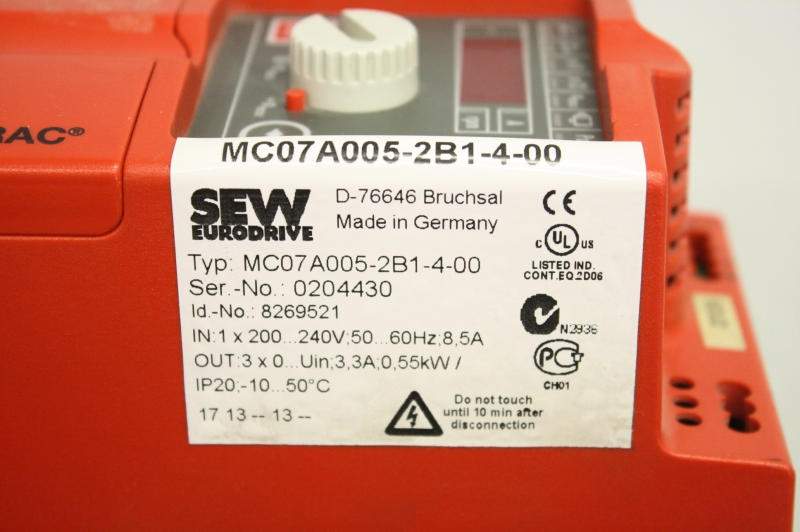 RAC®
MC07A005-2B1-4-00
SEW
EURODRIVE
D-76646 Bruchsal
Made in Germany
Typ: MC07A005-2B1-4-00
Ser.-No.: 0204430
Id.-No.: 8269521
IN:1 x 200...240V;50...60Hz;8,5A
OUT:3 x 0...Uin;3,3A;0,55kW /
IP20;-10...50°C
17 13 -- 13 --
CE
C UL US
LISTED IND.
CONT.EQ.2D06
N2936
PC
CH01
Do not touch
until 10 min after
disconnection